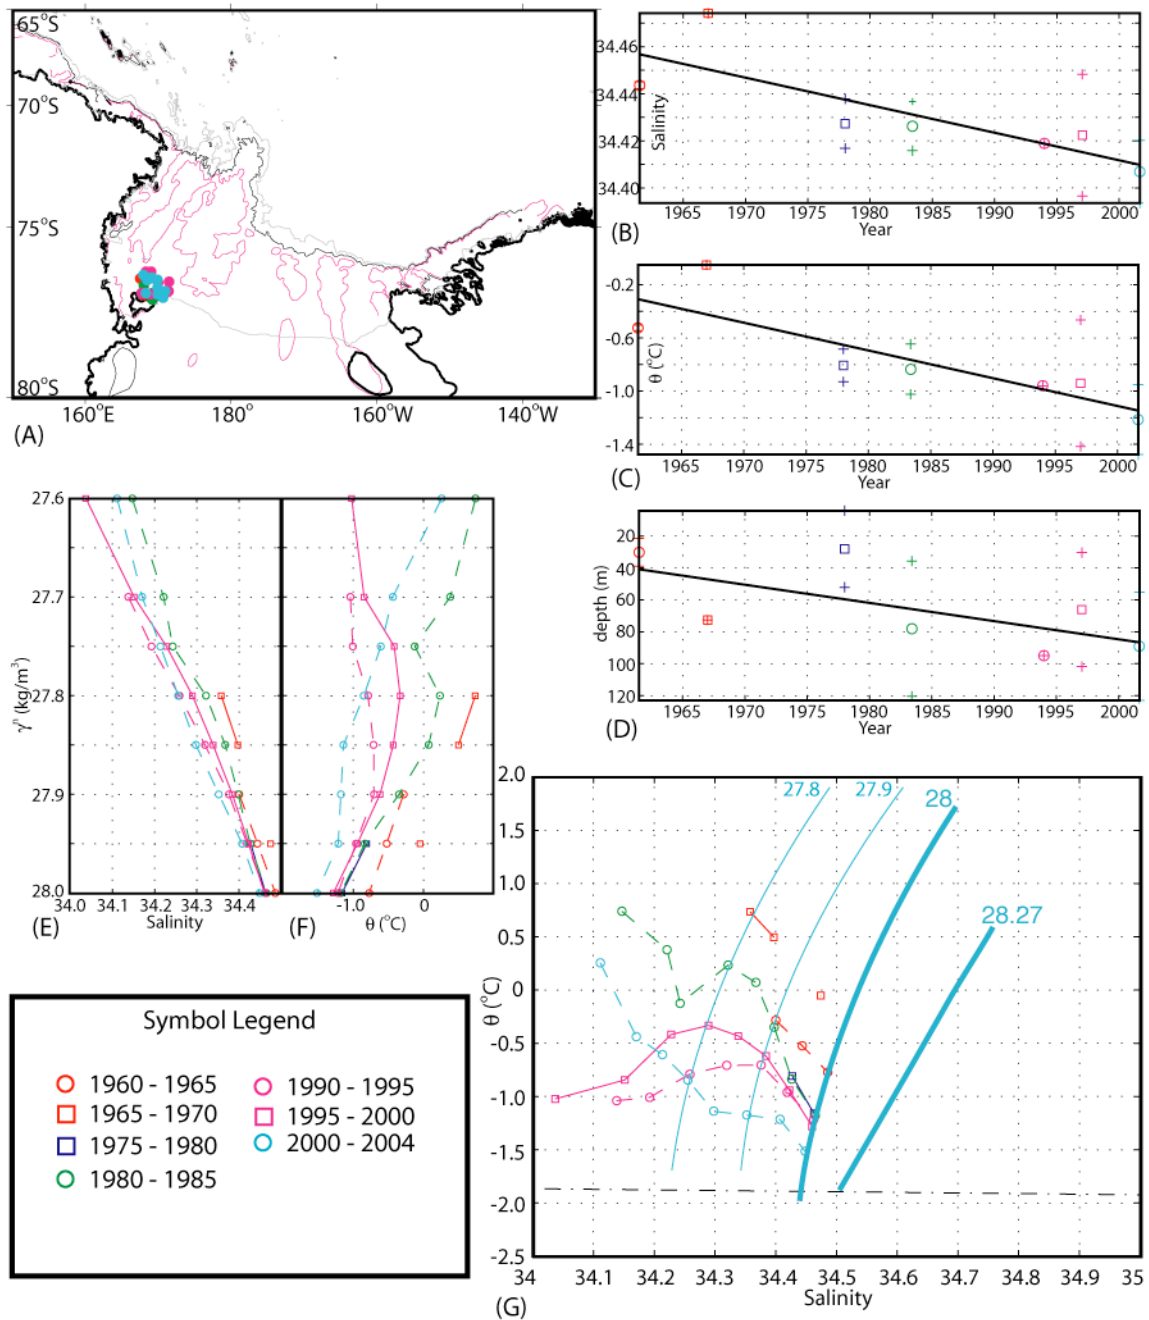 65°S
70°S
75°S
80°S
160°E
180°
160°W
140°W
(A)
34.46
34.44
34.42
34.40
Salinity
1965
1970
1975
1980
1985
1990
1995
2000
Year
(B)
-0.2
-0.6
-1.0
-1.4
θ (°C)
1965
1970
1975
1980
1985
1990
1995
2000
Year
(C)
20
40
60
80
100
120
depth (m)
1965
1970
1975
1980
1985
1990
1995
2000
Year
(D)
27.6
27.7
27.8
27.9
28.0
γⁿ (kg/m³)
34.0
34.1
34.2
34.3
34.4
Salinity
(E)
-1.0
0
θ (°C)
(F)
2.0
1.5
1.0
0.5
0
-0.5
-1.0
-1.5
-2.0
-2.5
θ (°C)
27.8
27.9
28
28.27
34
34.1
34.2
34.3
34.4
34.5
34.6
34.7
34.8
34.9
35
Salinity
(G)
Symbol Legend
1960 - 1965
1965 - 1970
1975 - 1980
1980 - 1985
1990 - 1995
1995 - 2000
2000 - 2004